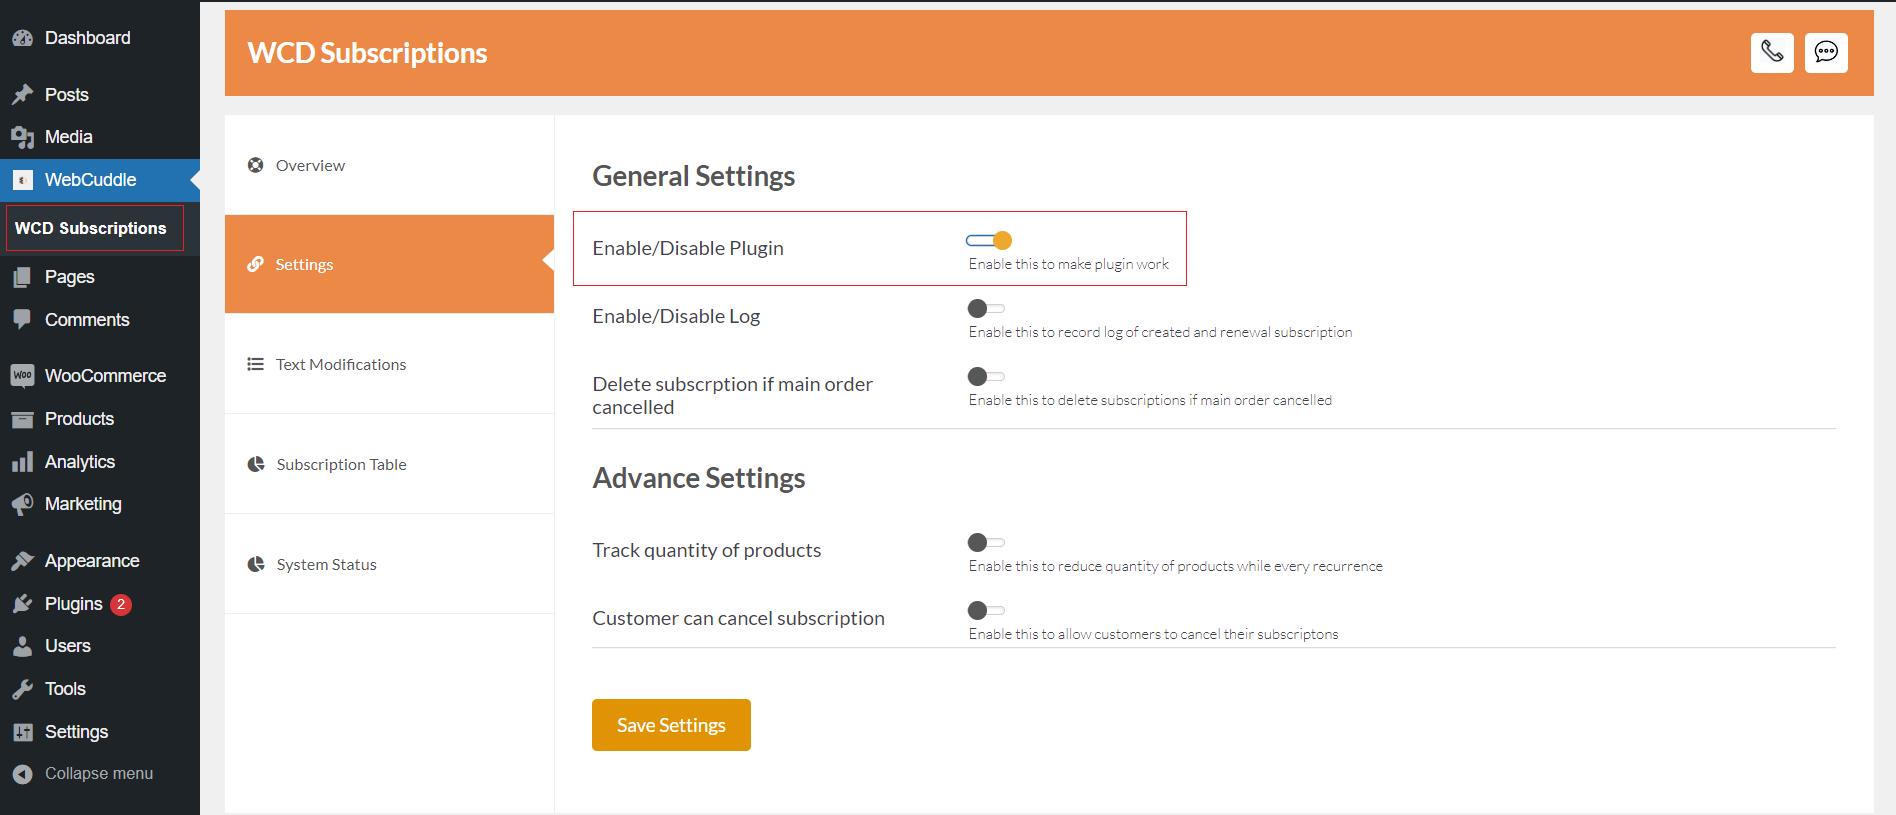 Dashboard
Posts
Media
WebCuddle
WCD Subscriptions
Pages
Comments
Woo WooCommerce
Products
Analytics
Marketing
Appearance
Plugins 2
Users
Tools
Settings
Collapse menu
WCD Subscriptions
Overview
Settings
Text Modifications
Subscription Table
System Status
General Settings
Enable/Disable Plugin
Enable this to make plugin work
Enable/Disable Log
Enable this to record log of created and renewal subscription
Delete subscrption if main order
cancelled
Enable this to delete subscriptions if main order cancelled
Advance Settings
Track quantity of products
Enable this to reduce quantity of products while every recurrence
Customer can cancel subscription
Enable this to allow customers to cancel their subscriptons
Save Settings